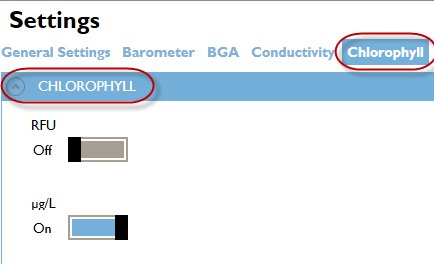 Settings
General Settings Barometer BGA Conductivity Chlorophyll
CHLOROPHYLL
RFU
Off
µg/L
On